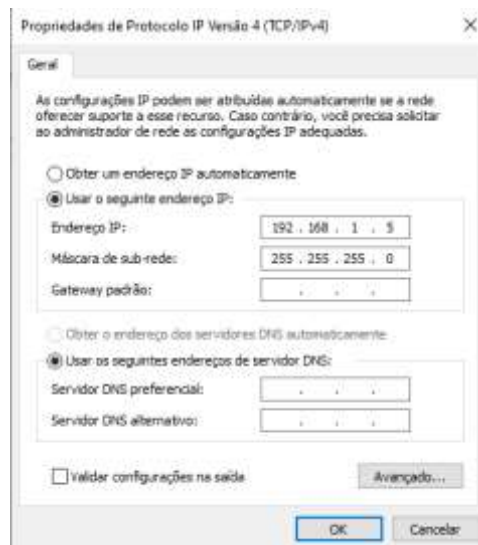 Propriedades de Protocolo IP Versão 4 (TCP/IPv4)
Geral
As configurações IP podem ser atribuídas automaticamente se a rede
oferecer suporte a esse recurso. Caso contrário, você precisa solicitar
ao administrador de rede as configurações IP adequadas.
Obter um endereço IP automaticamente
Usar o seguinte endereço IP:
Endereço IP: 192 . 168 . 1 . 5
Máscara de sub-rede: 255 . 255 . 255 . 0
Gateway padrão: . . .
Obter o endereço dos servidores DNS automaticamente
Usar os seguintes endereços de servidor DNS:
Servidor DNS preferencial: . . .
Servidor DNS alternativo: . . .
Validar configurações na saída
Avançado...
OK Cancelar